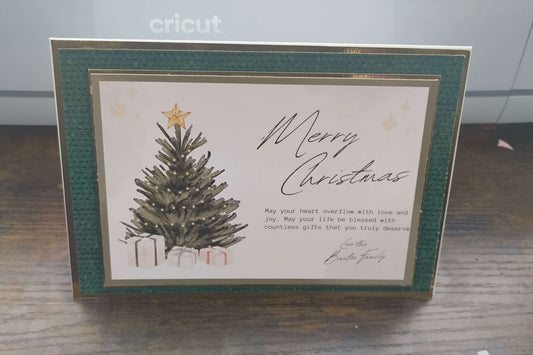 cricut
Merry
Christmas
May your heart overflow with love and
joy. May your life be blessed with
countless gifts that you truly deserve
Family